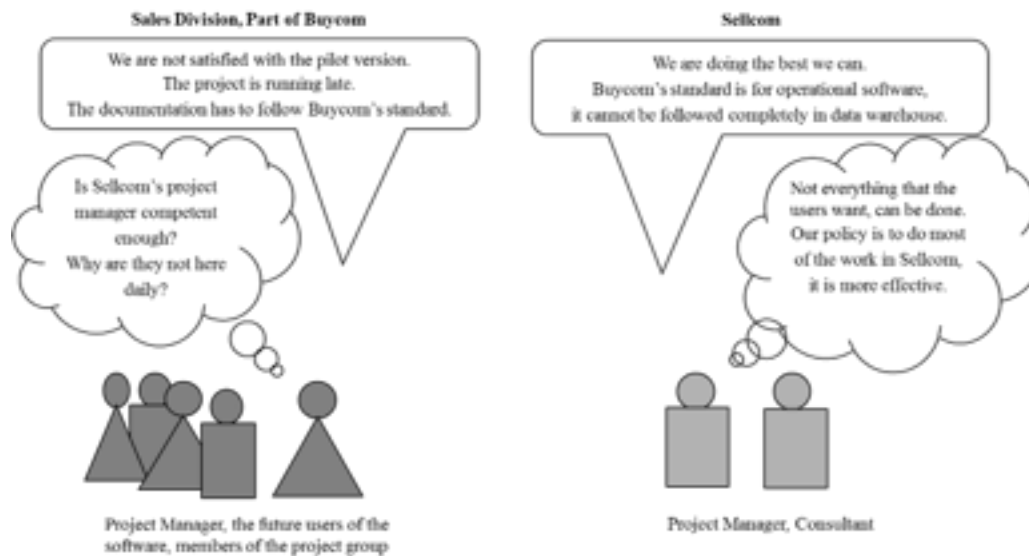 Sales Division, Part of Buycom
We are not satisfied with the pilot version.
The project is running late.
The documentation has to follow Buycom's standard.
Is Sellcom's project
manager competent
enough?
Why are they not here
daily?
Project Manager, the future users of the
software, members of the project group
Sellcom
We are doing the best we can.
Buycom's standard is for operational software,
it cannot be followed completely in data warehouse.
Not everything that the
users want, can be done.
Our policy is to do most
of the work in Sellcom,
it is more effective.
Project Manager, Consultant